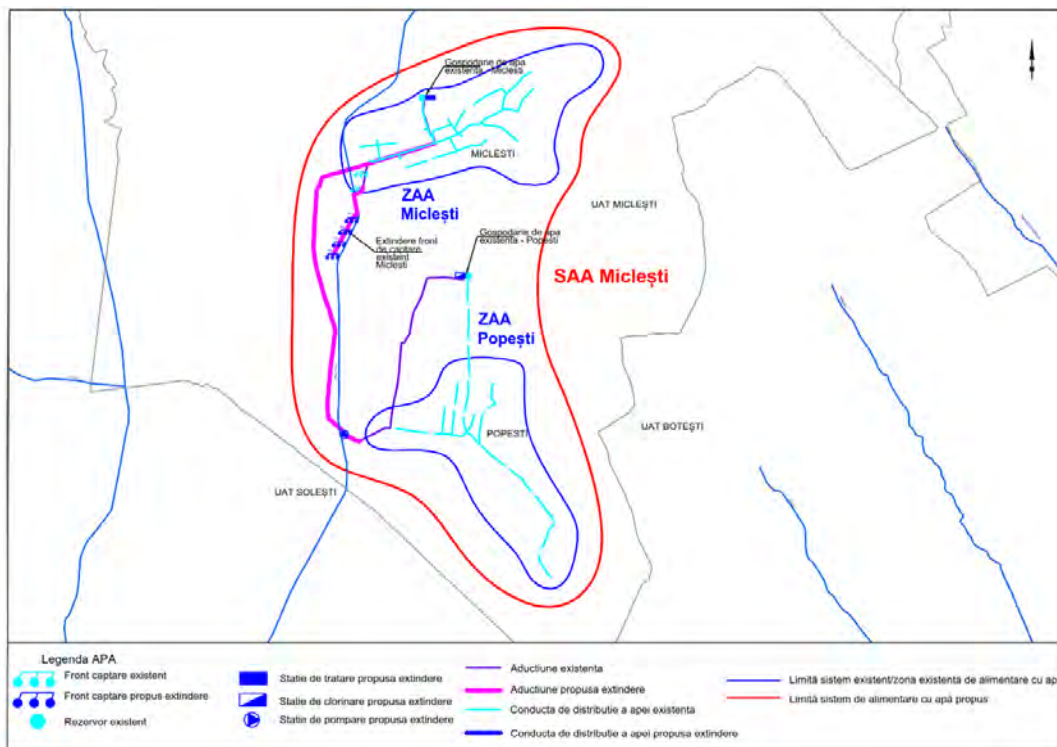 Gospodarie de apa
existenta - Miclesti
MICLESTI
ZAA
Miclești
UAT MICLEȘTI
Gospodarie de apa
existenta - Popesti
Extindere front
de captare
existent
Miclesti
SAA Miclești
ZAA
Popești
POPESTI
UAT BOTEȘTI
UAT SOLEȘTI
Legenda APA
Front captare existent
Front captare propus extindere
Rezervor existent
Statie de tratare propusa extindere
Statie de clorinare propusa extindere
Statie de pompare propusa extindere
Aductiune existenta
Aductiune propusa extindere
Conducta de distributie a apei existenta
Conducta de distributie a apei propusa extindere
Limită sistem existent/zona existenta de alimentare cu ap
Limită sistem de alimentare cu apă propus